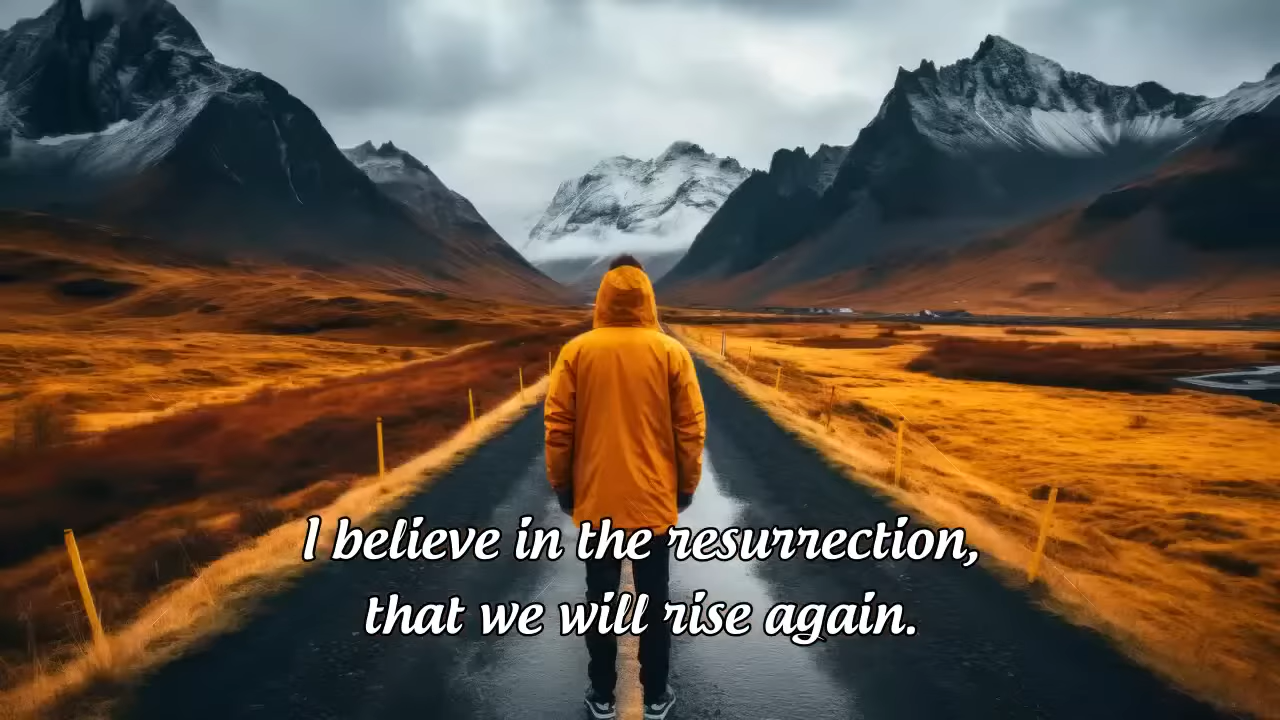 I believe in the resurrection,
that we will rise again.